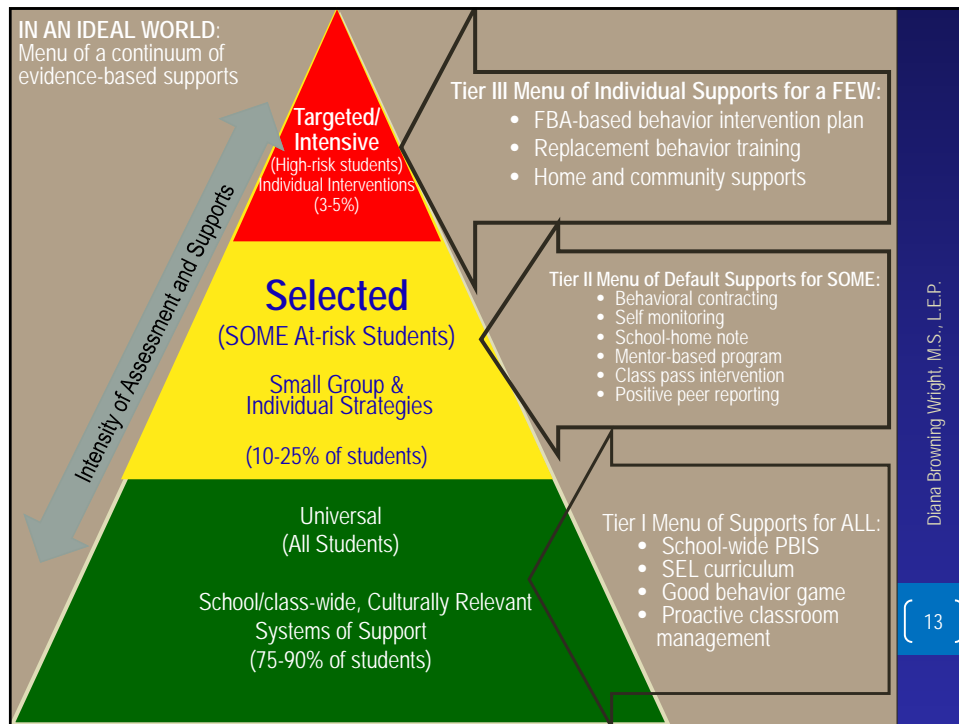 IN AN IDEAL WORLD:
Menu of a continuum of
evidence-based supports
Intensity of Assessment and Supports
Targeted/
Intensive
(High-risk students)
Individual Interventions
(3-5%)
Selected
(SOME At-risk Students)
Small Group &
Individual Strategies
(10-25% of students)
Universal
(All Students)
School/class-wide, Culturally Relevant
Systems of Support
(75-90% of students)
Tier III Menu of Individual Supports for a FEW:
• FBA-based behavior intervention plan
• Replacement behavior training
• Home and community supports
Tier II Menu of Default Supports for SOME:
• Behavioral contracting
• Self monitoring
• School-home note
• Mentor-based program
• Class pass intervention
• Positive peer reporting
Tier I Menu of Supports for ALL:
• School-wide PBIS
• SEL curriculum
• Good behavior game
• Proactive classroom
management
Diana Browning Wright, M.S., L.E.P.
13